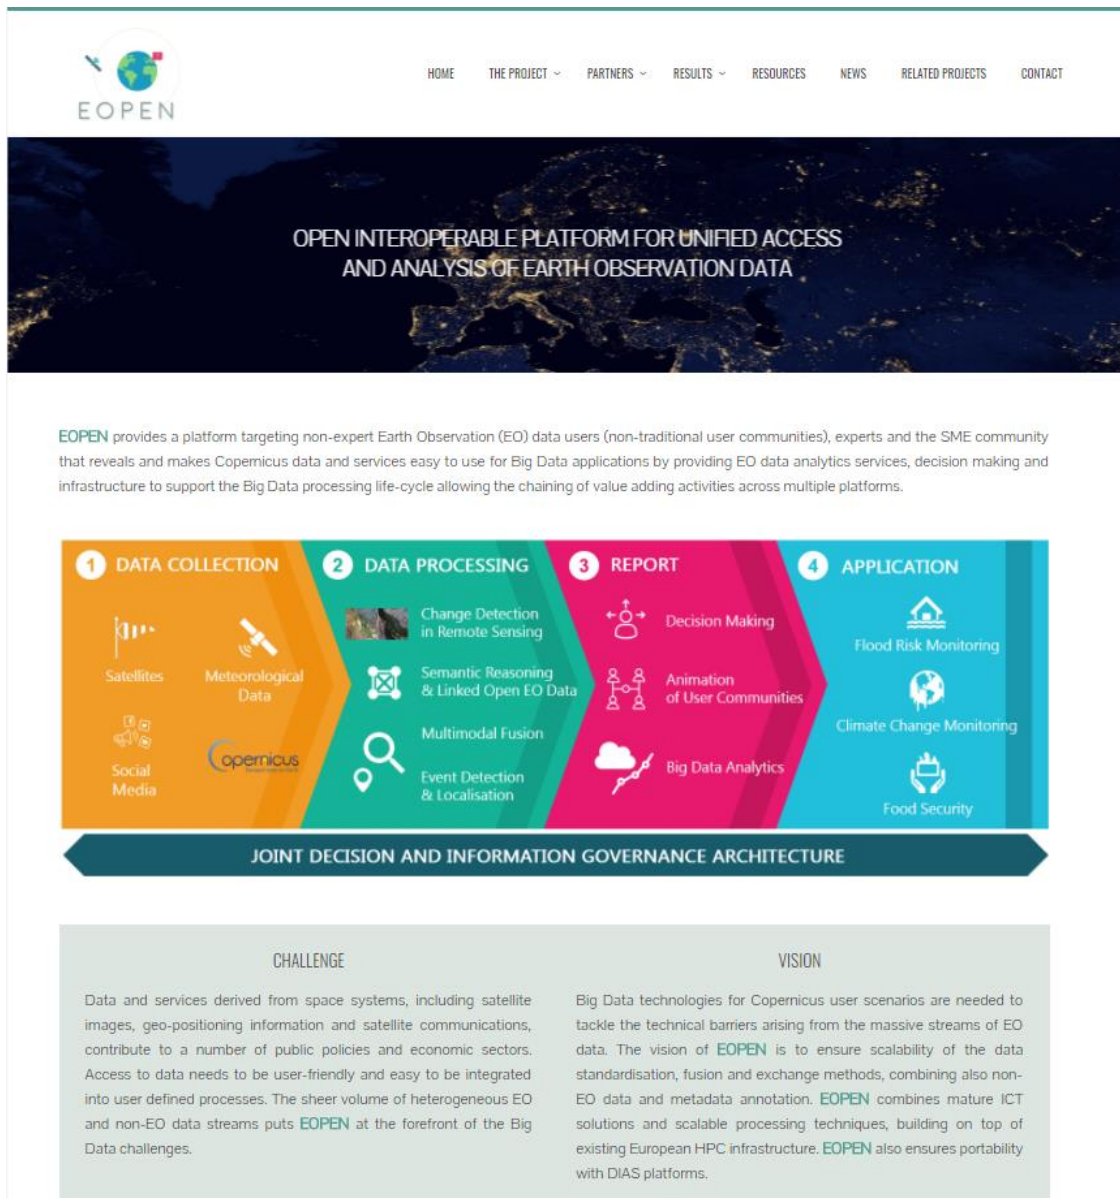 EOPEN
HOME THE PROJECT PARTNERS RESULTS RESOURCES NEWS RELATED PROJECTS CONTACT
OPEN INTEROPERABLE PLATFORM FOR UNIFIED ACCESS
AND ANALYSIS OF EARTH OBSERVATION DATA
EOPEN provides a platform targeting non-expert Earth Observation (EO) data users (non-traditional user communities), experts and the SME community
that reveals and makes Copernicus data and services easy to use for Big Data applications by providing EO data analytics services, decision making and
infrastructure to support the Big Data processing life-cycle allowing the chaining of value adding activities across multiple platforms.
1 DATA COLLECTION
Satellites
Meteorological
Data
Social
Media
Copernicus
2 DATA PROCESSING
Change Detection
in Remote Sensing
Semantic Reasoning
& Linked Open EO Data
Multimodal Fusion
Event Detection
& Localisation
3 REPORT
Decision Making
Animation
of User Communities
Big Data Analytics
4 APPLICATION
Flood Risk Monitoring
Climate Change Monitoring
Food Security
JOINT DECISION AND INFORMATION GOVERNANCE ARCHITECTURE
CHALLENGE
Data and services derived from space systems, including satellite
images, geo-positioning information and satellite communications,
contribute to a number of public policies and economic sectors.
Access to data needs to be user-friendly and easy to be integrated
into user defined processes. The sheer volume of heterogeneous EO
and non-EO data streams puts EOPEN at the forefront of the Big
Data challenges.
VISION
Big Data technologies for Copernicus user scenarios are needed to
tackle the technical barriers arising from the massive streams of EO
data. The vision of EOPEN is to ensure scalability of the data
standardisation, fusion and exchange methods, combining also non-
EO data and metadata annotation. EOPEN combines mature ICT
solutions and scalable processing techniques, building on top of
existing European HPC infrastructure. EOPEN also ensures portability
with DIAS platforms.